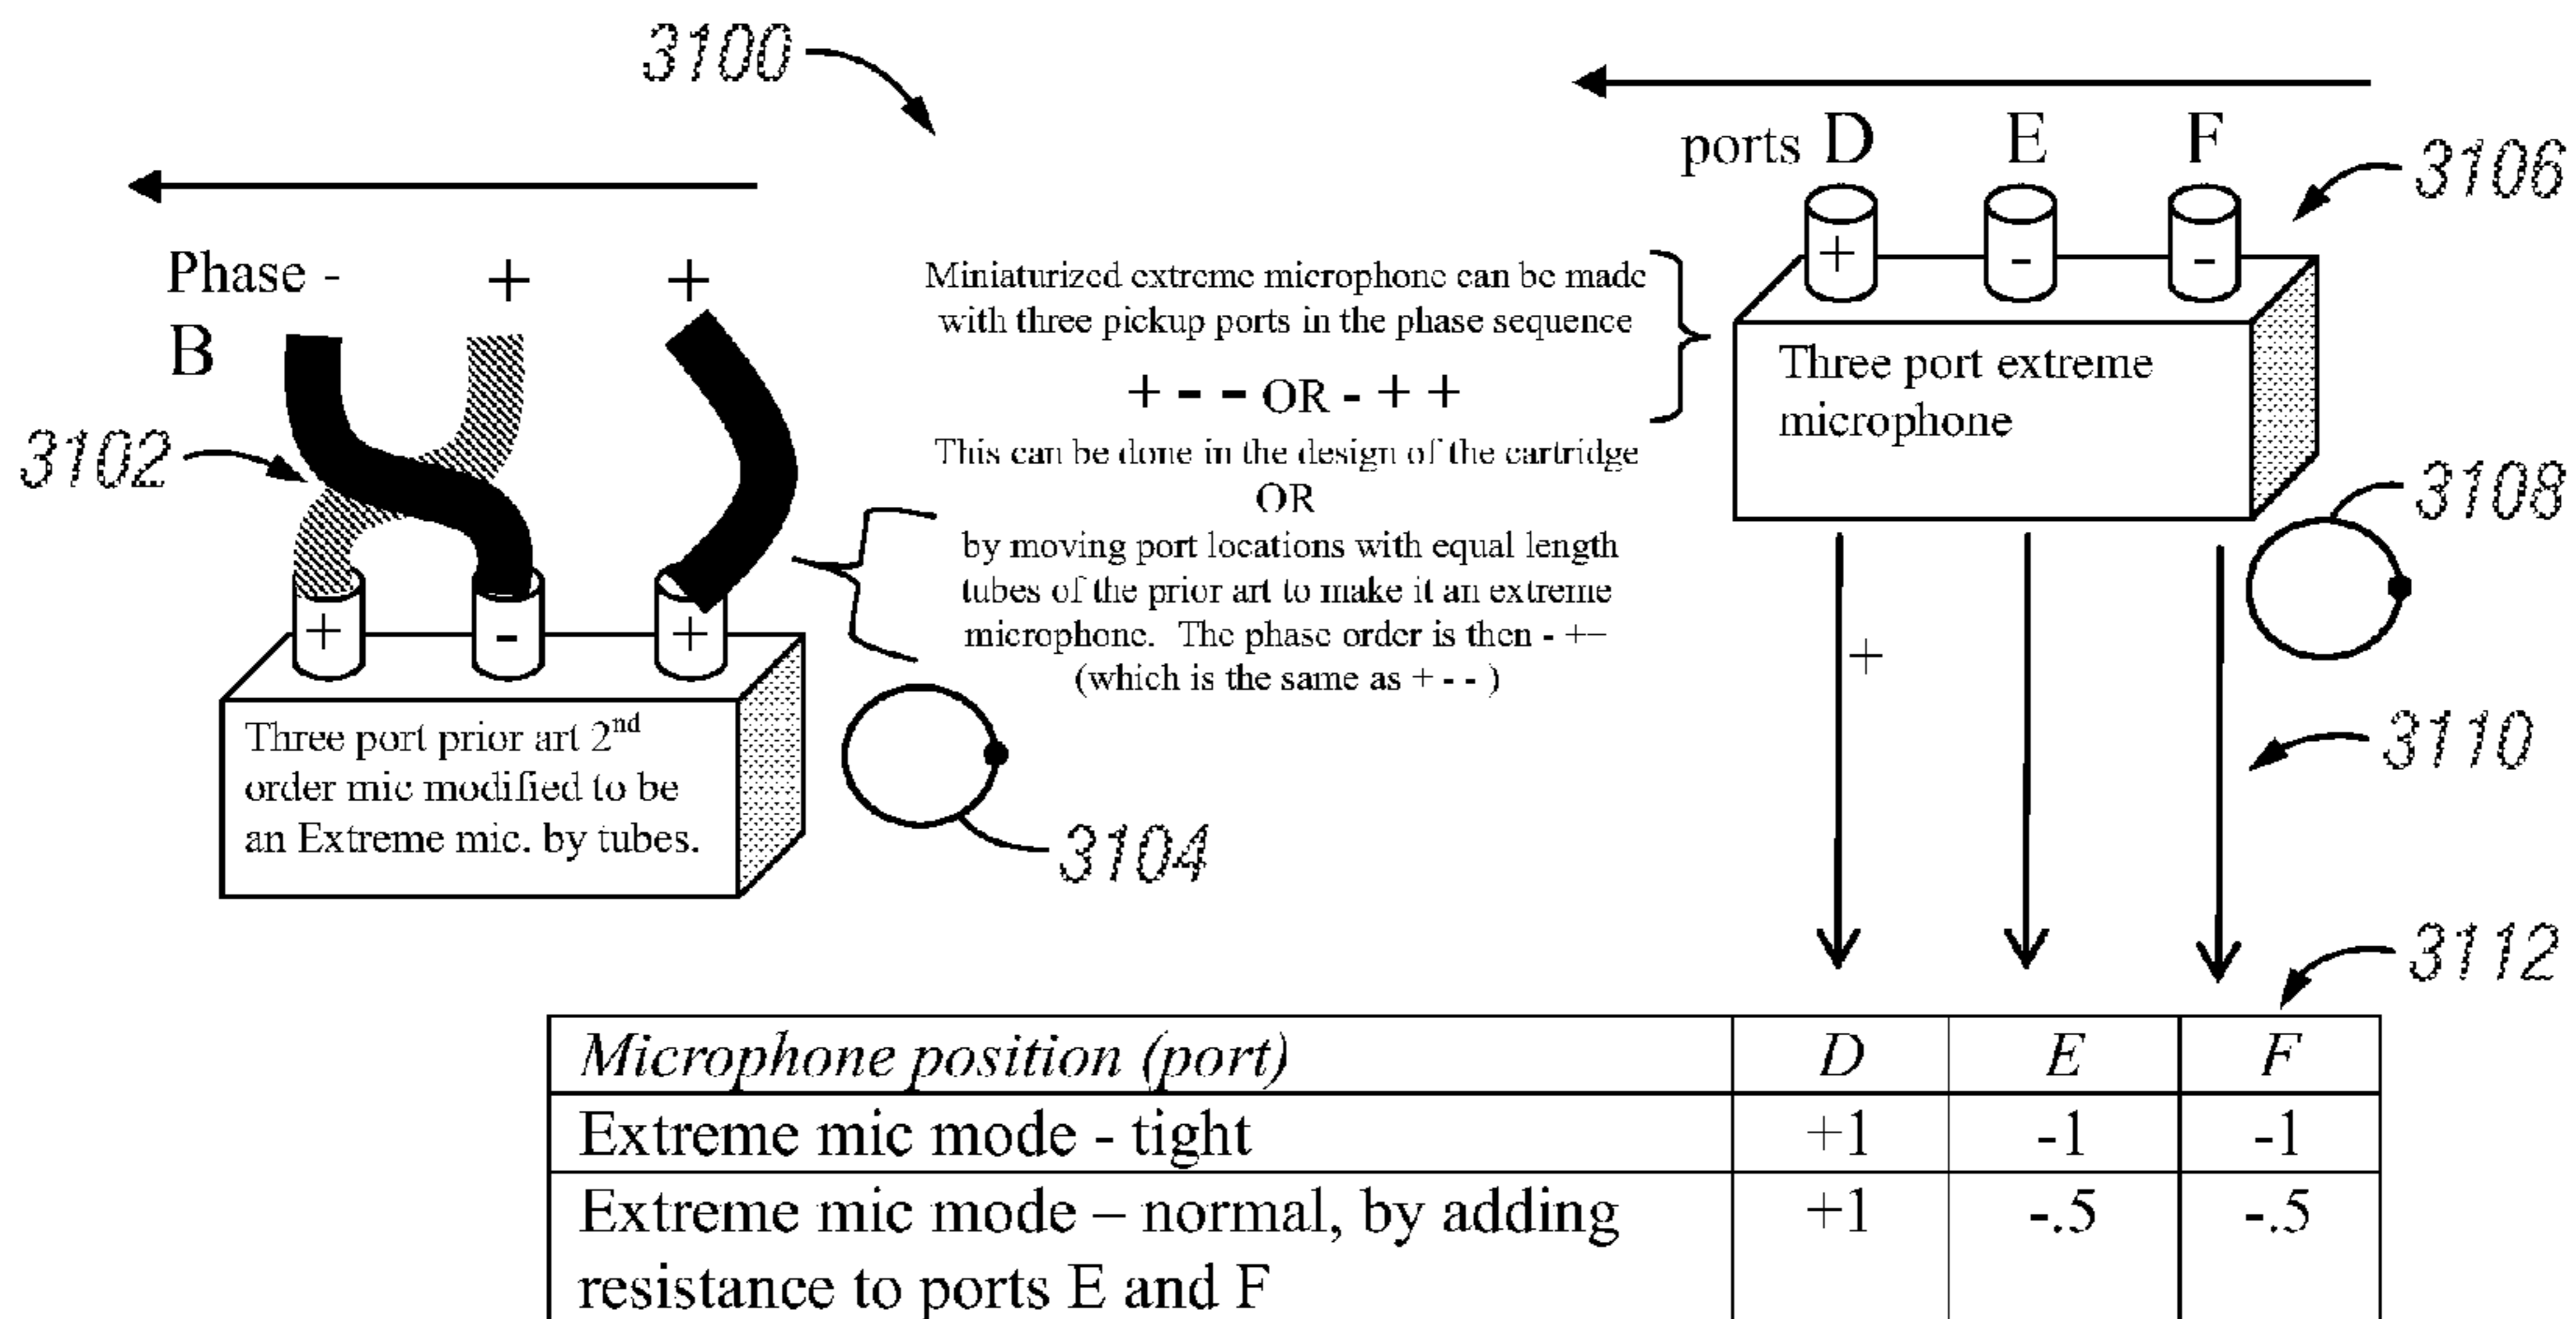 3100
Phase - + +
B
3102
+ - +
Three port prior art 2nd
order mic modified to be
an Extreme mic. by tubes.
3104
Miniaturized extreme microphone can be made
with three pickup ports in the phase sequence
+ - - OR - + +
This can be done in the design of the cartridge
OR
by moving port locations with equal length
tubes of the prior art to make it an extreme
microphone. The phase order is then - ++
(which is the same as + - - )
ports D E F
3106
+ - -
Three port extreme
microphone
3108
+
3110
3112
Microphone position (port) D E F
Extreme mic mode - tight +1 -1 -1
Extreme mic mode – normal, by adding +1 -.5 -.5
resistance to ports E and F